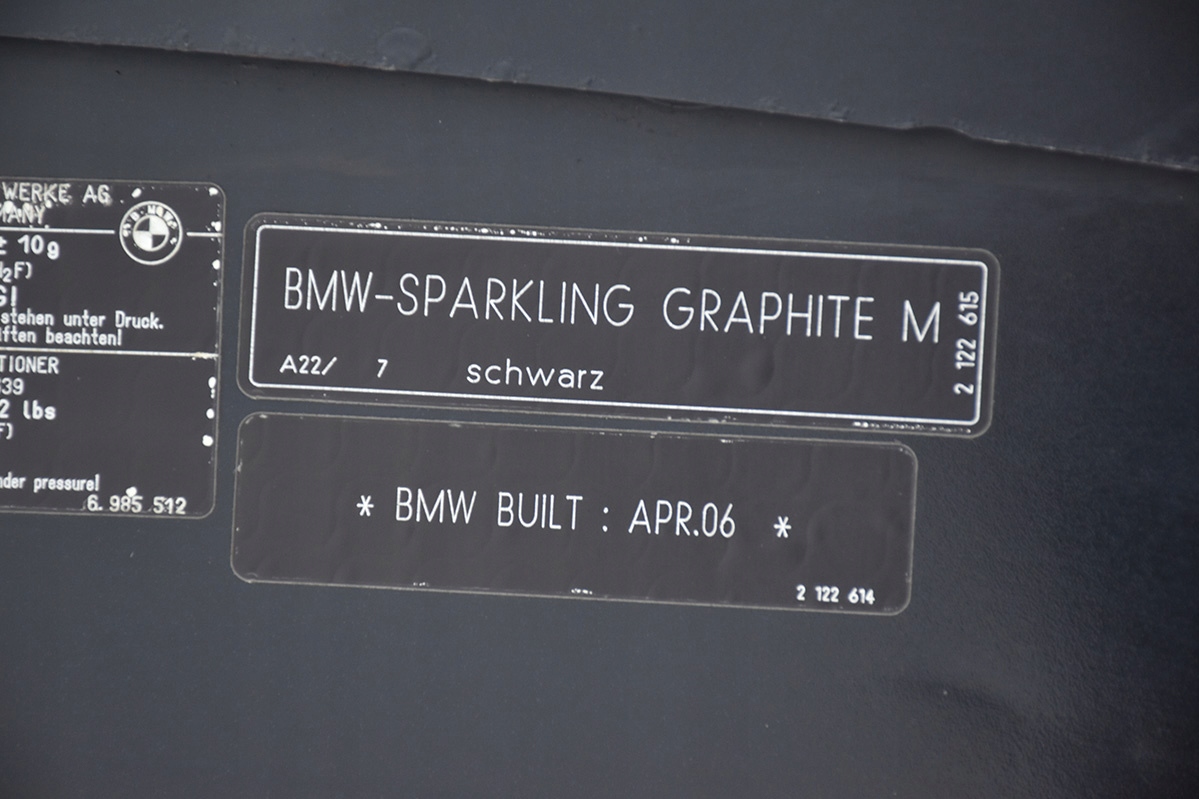 WERKE AG
± 10g
stehen unter Druck.
ften beachten!
TIONER
2 lbs
nder pressure!
6.985 512
BMW-SPARKLING GRAPHITE M
A22/ 7 schwarz
2 122 615
* BMW BUILT : APR.06 *
2 122 614